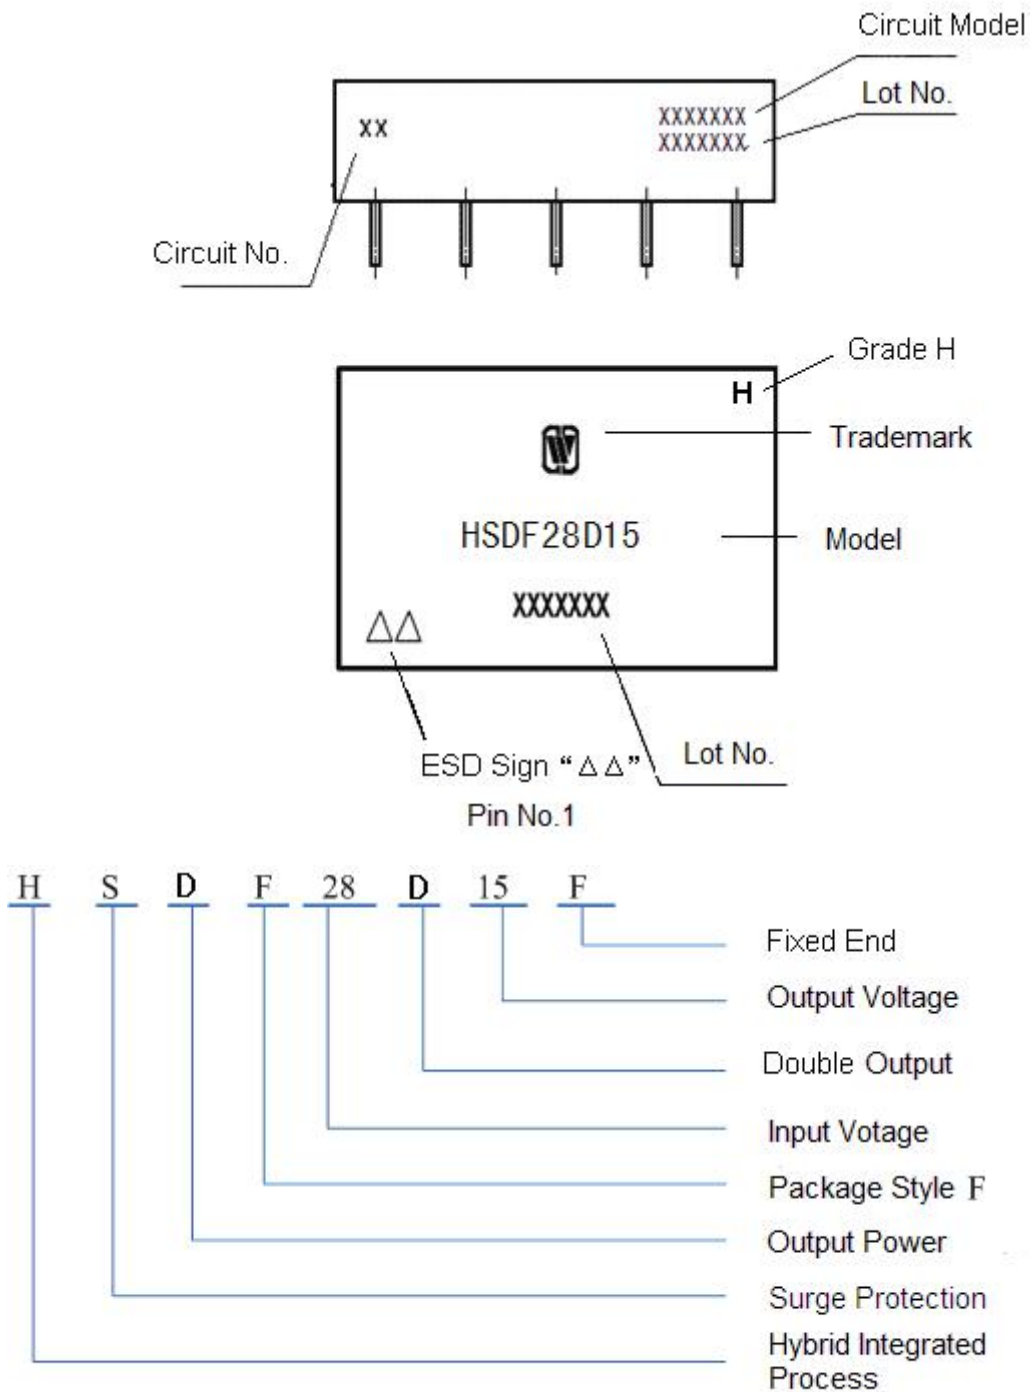 Circuit Model
Lot No.
XX
XXXXXXX
XXXXXXX
Circuit No.
Grade H
H
Trademark
W
HSDF28D15
Model
XXXXXXX
△△
ESD Sign “△△”
Lot No.
Pin No.1
H S D F 28 D 15 F
Fixed End
Output Voltage
Double Output
Input Votage
Package Style F
Output Power
Surge Protection
Hybrid Integrated
Process